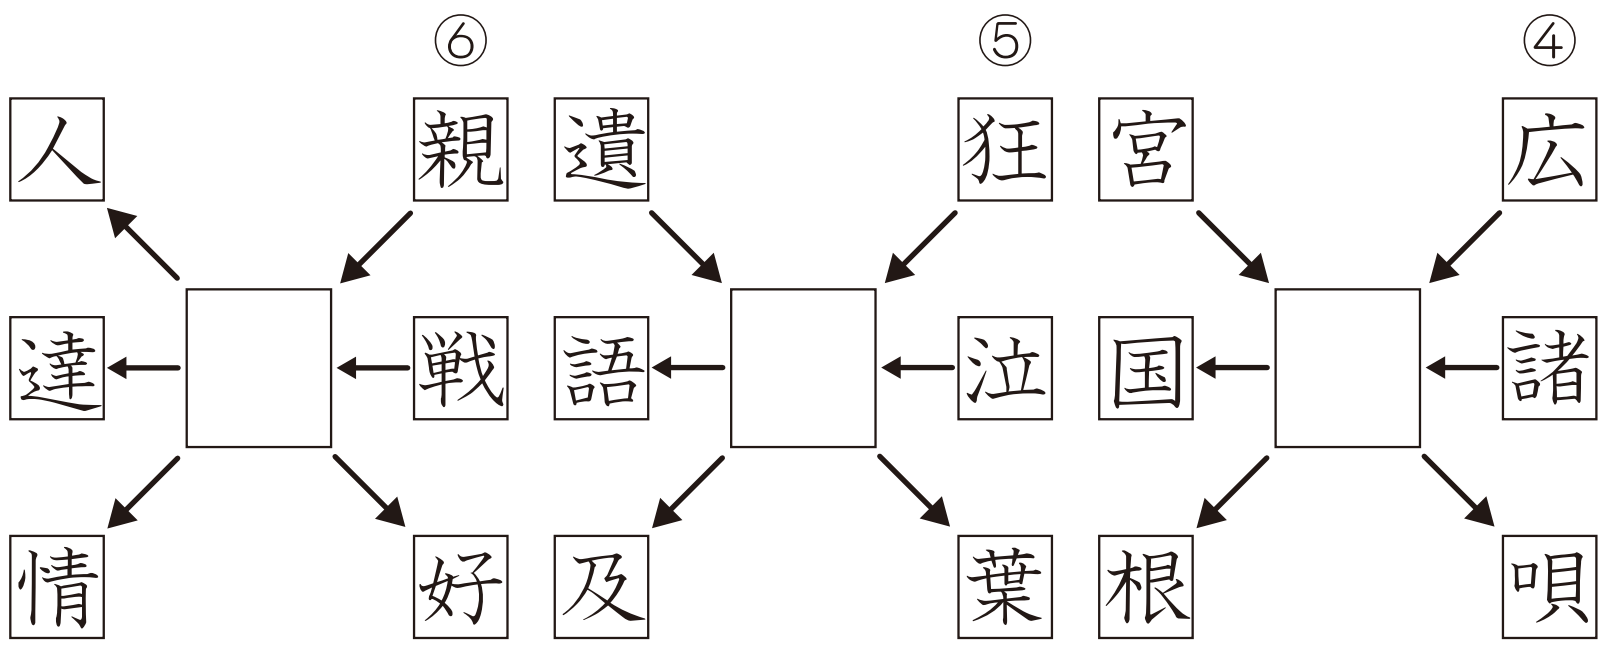 ④
広 宮
諸 国
唄 根
⑤
狂 遺
泣 語
葉 及
⑥
親 人
戦 達
好 情